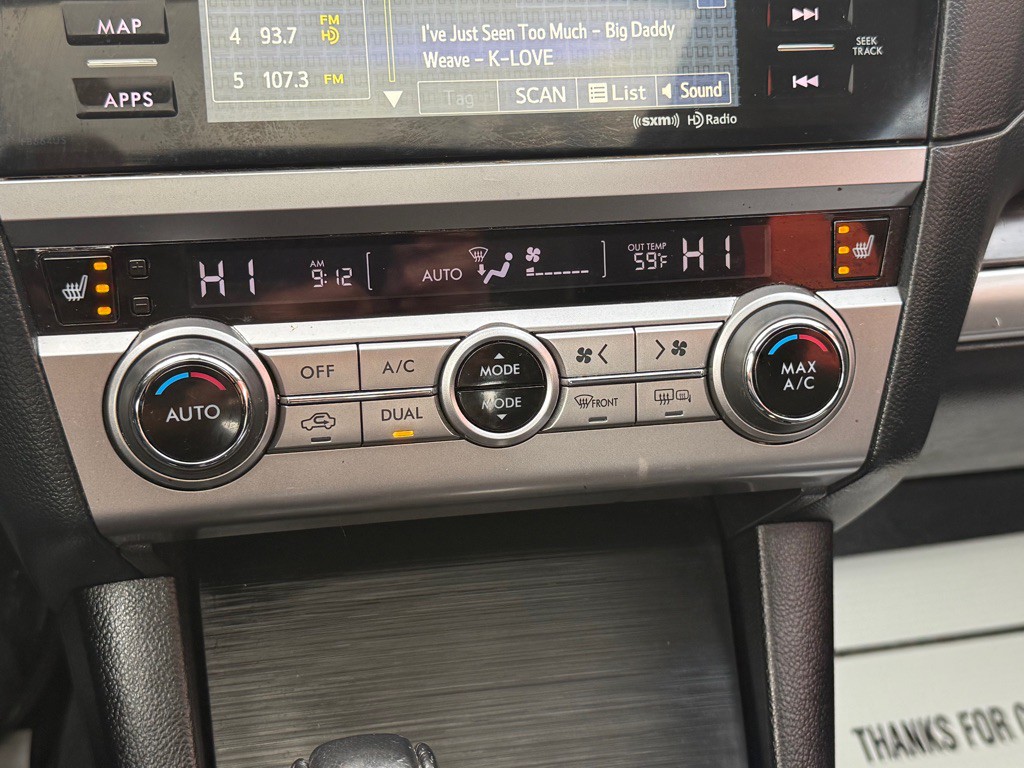 MAP
APPS
4 93.7 FM HD
5 107.3 FM
I've Just Seen Too Much – Big Daddy
Weave – K-LOVE
Tag SCAN List Sound
SEEK
TRACK
((sxm)) HD Radio
HI AM 9:12 AUTO OUT TEMP 59°F HI
OFF A/C
MODE
AUTO
DUAL
MODE
FRONT
MAX
A/C
THANKS FOR